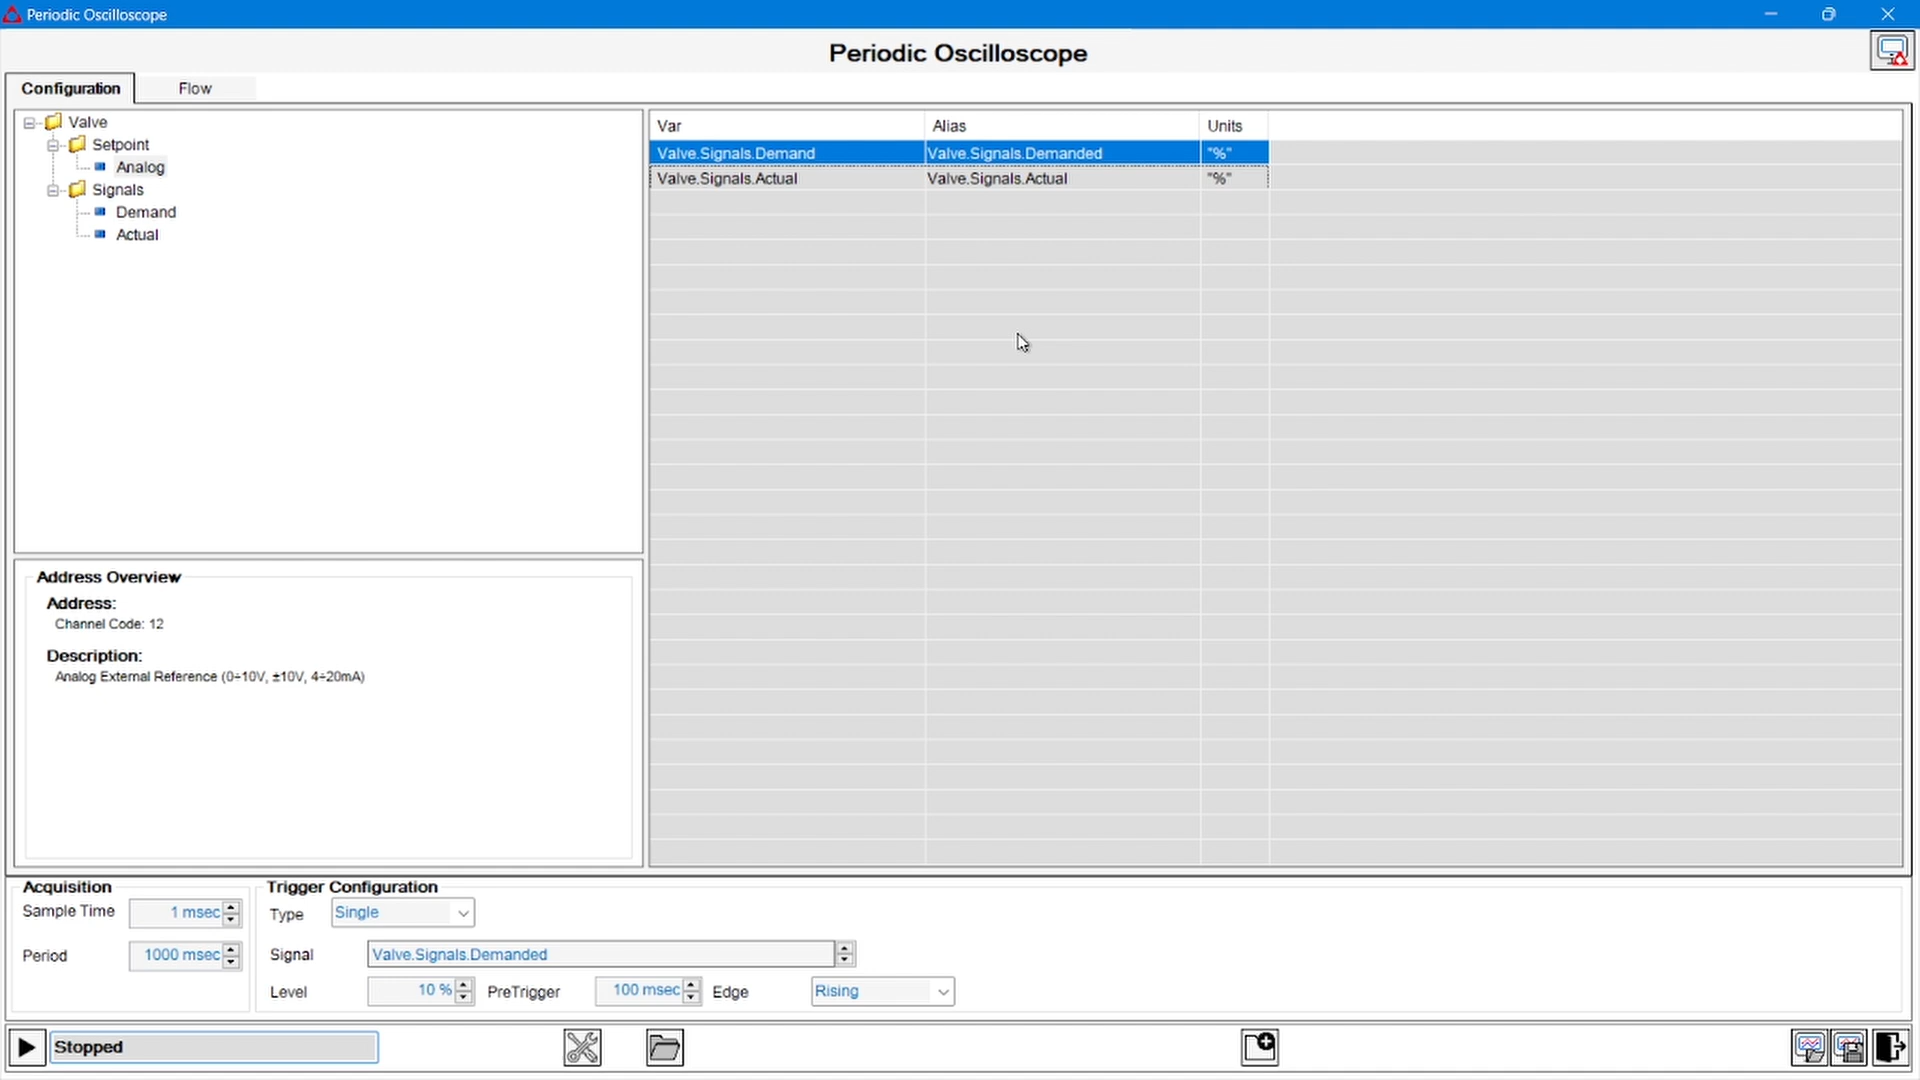 Periodic Oscilloscope
Periodic Oscilloscope
Configuration Flow
Valve
Setpoint
Analog
Signals
Demand
Actual
Var Alias Units
Valve.Signals.Demand Valve.Signals.Demanded "%"
Valve.Signals.Actual Valve.Signals.Actual "%"
Address Overview
Address:
Channel Code: 12
Description:
Analog External Reference (0÷10V, ±10V, 4÷20mA)
Acquisition
Sample Time 1 msec
Period 1000 msec
Trigger Configuration
Type Single
Signal Valve.Signals.Demanded
Level 10 % PreTrigger 100 msec Edge Rising
Stopped